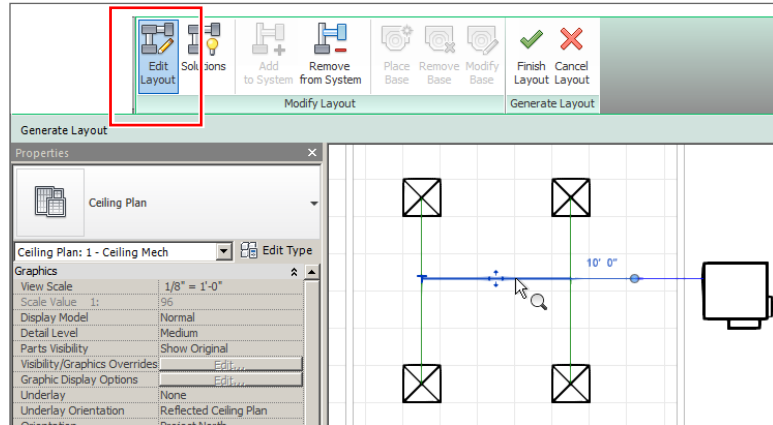 Edit Layout
Solutions
Add to System
Remove from System
Place Base
Remove Base
Modify Base
Finish Layout
Cancel Layout
Modify Layout
Generate Layout
Generate Layout
Properties
Ceiling Plan
Ceiling Plan: 1 - Ceiling Mech
Edit Type
Graphics
View Scale 1/8" = 1'-0"
Scale Value 1: 96
Display Model Normal
Detail Level Medium
Parts Visibility Show Original
Visibility/Graphics Overrides Edit...
Graphic Display Options Edit...
Underlay None
Underlay Orientation Reflected Ceiling Plan
Orientation Project North
10' 0"